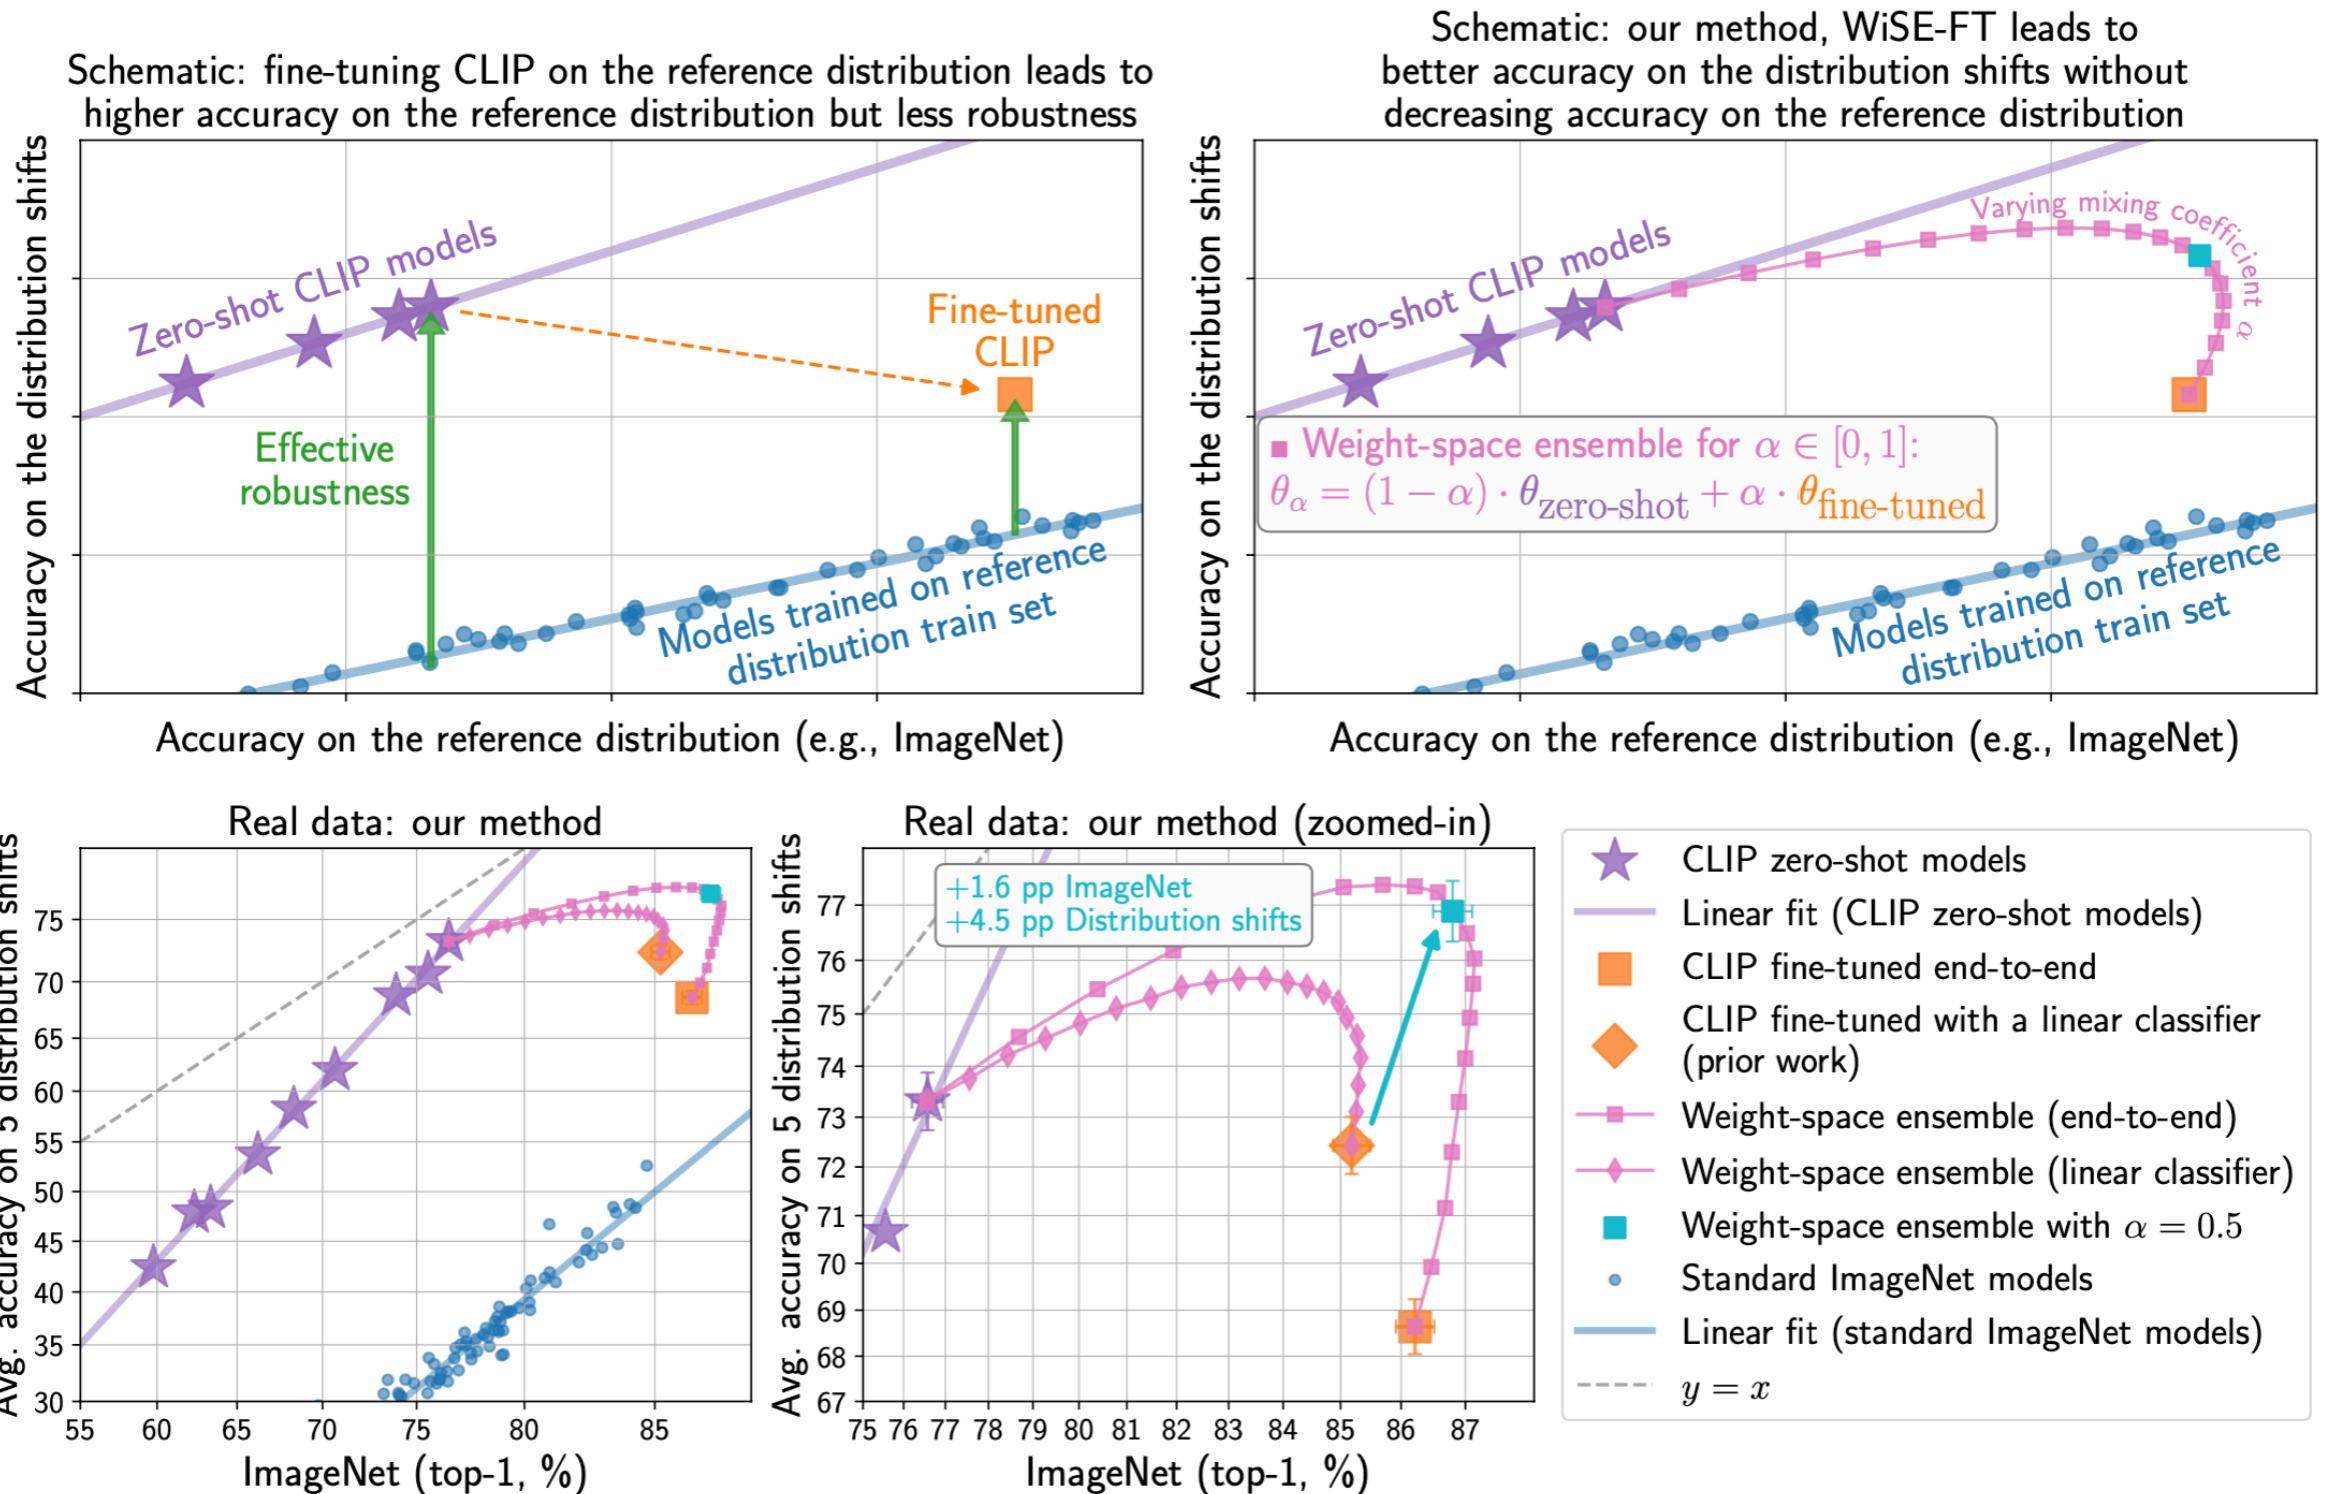 Schematic: fine-tuning CLIP on the reference distribution leads to
higher accuracy on the reference distribution but less robustness
Accuracy on the distribution shifts
Zero-shot CLIP models
Effective
robustness
Fine-tuned
CLIP
Models trained on reference
distribution train set
Accuracy on the reference distribution (e.g., ImageNet)
Schematic: our method, WiSE-FT leads to
better accuracy on the distribution shifts without
decreasing accuracy on the reference distribution
Accuracy on the distribution shifts
Zero-shot CLIP models
Varying mixing coefficient α
Weight-space ensemble for α ∈ [0, 1]:
θα = (1 − α) · θzero-shot + α · θfine-tuned
Models trained on reference
distribution train set
Accuracy on the reference distribution (e.g., ImageNet)
Real data: our method
Avg. accuracy on 5 distribution shifts
75
70
65
60
55
50
45
40
35
30
55 60 65 70 75 80 85
ImageNet (top-1, %)
Real data: our method (zoomed-in)
Avg. accuracy on 5 distribution shifts
+1.6 pp ImageNet
+4.5 pp Distribution shifts
77
76
75
74
73
72
71
70
69
68
67
75 76 77 78 79 80 81 82 83 84 85 86 87
ImageNet (top-1, %)
CLIP zero-shot models
Linear fit (CLIP zero-shot models)
CLIP fine-tuned end-to-end
CLIP fine-tuned with a linear classifier
(prior work)
Weight-space ensemble (end-to-end)
Weight-space ensemble (linear classifier)
Weight-space ensemble with α = 0.5
Standard ImageNet models
Linear fit (standard ImageNet models)
y = x